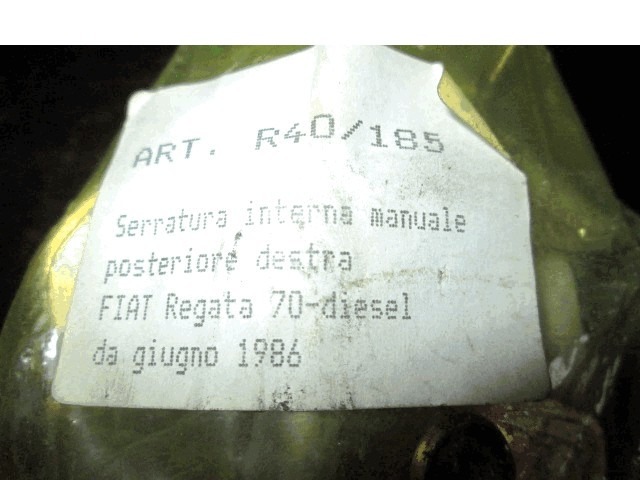 ART. R40/185
Serratura interna manuale
posteriore destra
FIAT Regata 70-diesel
da giugno 1986